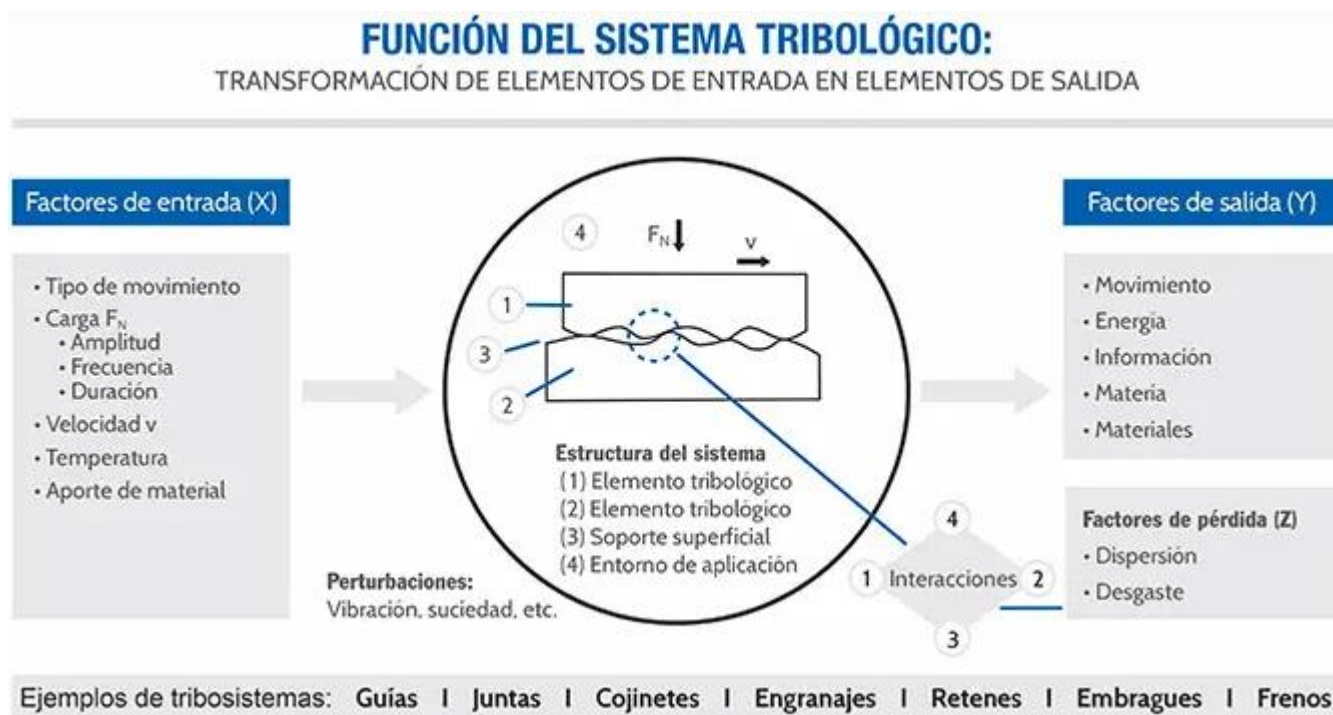 FUNCIÓN DEL SISTEMA TRIBOLÓGICO:
TRANSFORMACIÓN DE ELEMENTOS DE ENTRADA EN ELEMENTOS DE SALIDA
Factores de entrada (X)
• Tipo de movimiento
• Carga FN
• Amplitud
• Frecuencia
• Duración
• Velocidad v
• Temperatura
• Aporte de material
4
FN
v
1
3
2
Estructura del sistema
(1) Elemento tribológico
(2) Elemento tribológico
(3) Soporte superficial
(4) Entorno de aplicación
Perturbaciones:
Vibración, suciedad, etc.
4
1 Interacciones 2
3
Factores de salida (Y)
• Movimiento
• Energía
• Información
• Materia
• Materiales
Factores de pérdida (Z)
• Dispersión
• Desgaste
Ejemplos de tribosistemas: Guías I Juntas I Cojinetes I Engranajes I Retenes I Embragues I Frenos